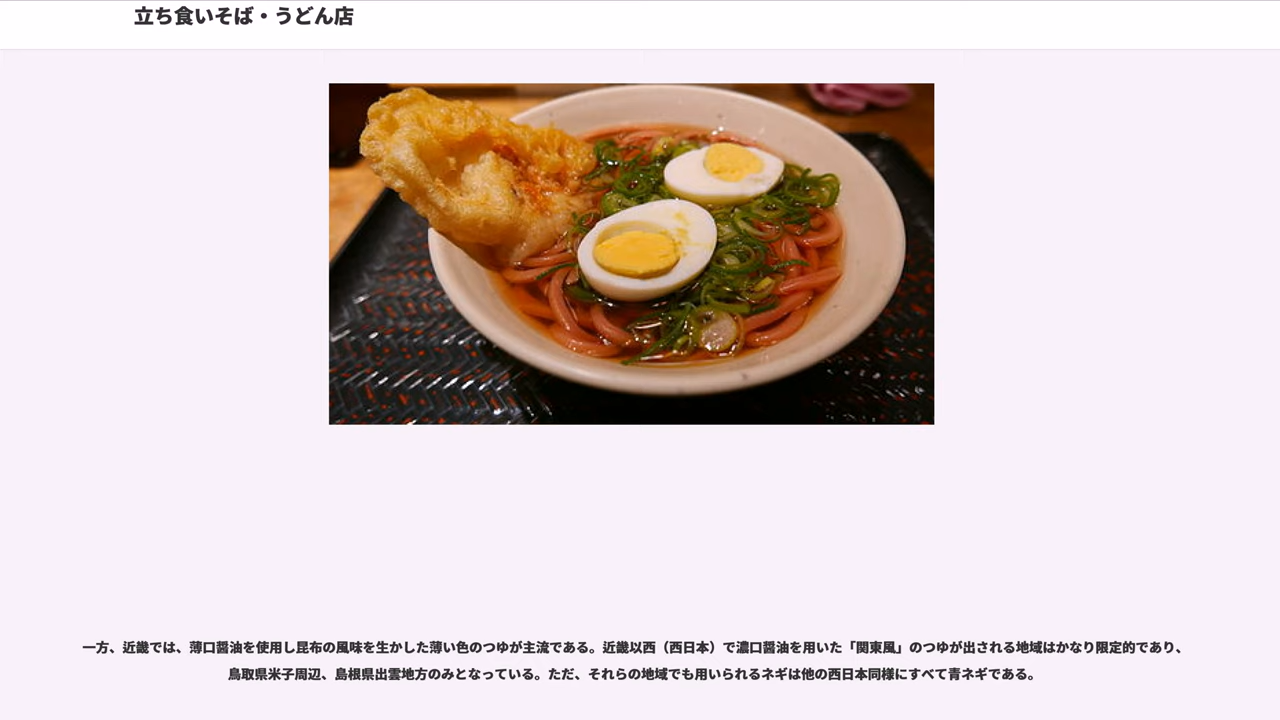 立ち食いそば・うどん店
一方、近畿では、薄口醤油を使用し昆布の風味を生かした薄い色のつゆが主流である。近畿以西（西日本）で濃口醤油を用いた「関東風」のつゆが出される地域はかなり限定的であり、
鳥取県米子周辺、島根県出雲地方のみとなっている。ただ、それらの地域でも用いられるネギは他の西日本同様にすべて青ネギである。